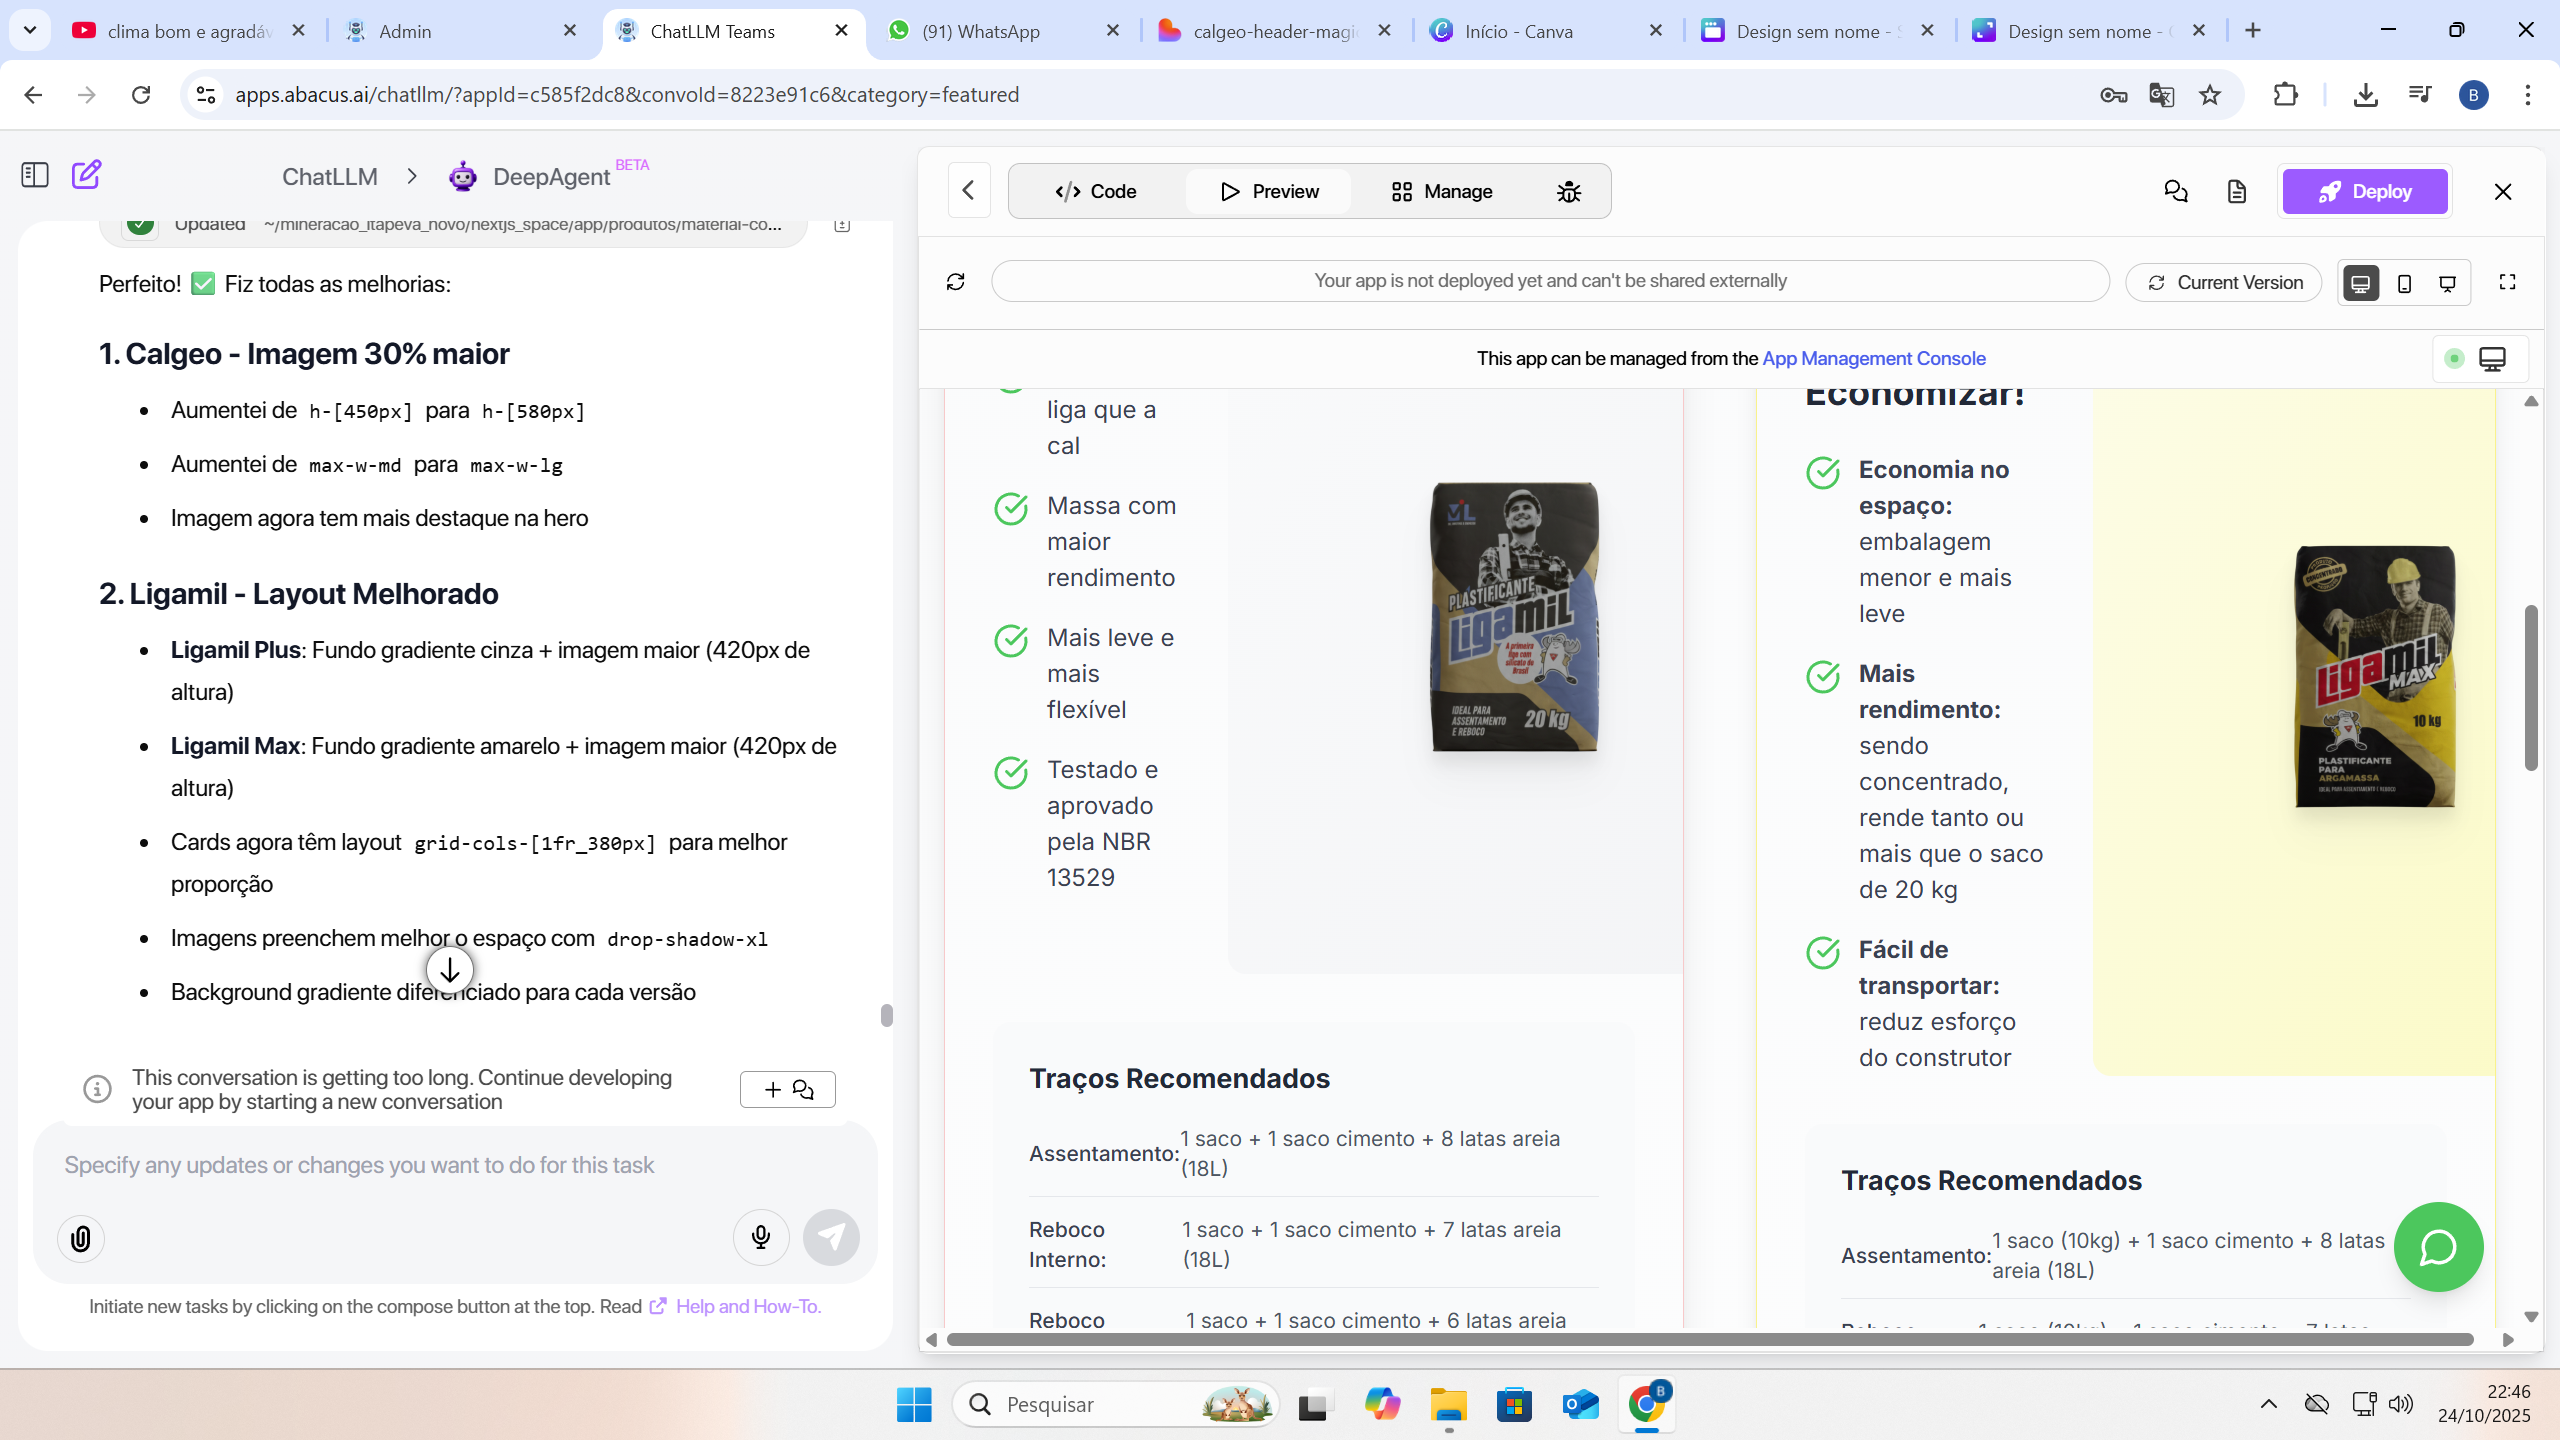 clima bom e agradáv
Admin
ChatLLM Teams
(91) WhatsApp
calgeo-header-magi
Início - Canva
Design sem nome - S
Design sem nome - C
apps.abacus.ai/chatllm/?appId=c585f2dc8&convoId=8223e91c6&category=featured
B
ChatLLM
DeepAgent
BETA
Updated ~/mineracao_itapeva_novo/nextjs_space/app/produtos/material-co...
Perfeito! ✅ Fiz todas as melhorias:
1. Calgeo - Imagem 30% maior
• Aumentei de h-[450px] para h-[580px]
• Aumentei de max-w-md para max-w-lg
• Imagem agora tem mais destaque na hero
2. Ligamil - Layout Melhorado
• Ligamil Plus: Fundo gradiente cinza + imagem maior (420px de
altura)
• Ligamil Max: Fundo gradiente amarelo + imagem maior (420px de
altura)
• Cards agora têm layout grid-cols-[1fr_380px] para melhor
proporção
• Imagens preenchem melhor o espaço com drop-shadow-xl
• Background gradiente diferenciado para cada versão
This conversation is getting too long. Continue developing
your app by starting a new conversation
+
Specify any updates or changes you want to do for this task
Initiate new tasks by clicking on the compose button at the top. Read Help and How-To.
</> Code
Preview
Manage
Deploy
Your app is not deployed yet and can't be shared externally
Current Version
This app can be managed from the App Management Console
liga que a
cal
Massa com
maior
rendimento
Mais leve e
mais
flexível
Testado e
aprovado
pela NBR
13529
PLASTIFICANTE
Ligamil
A primeira
liga com
silicato do
Brasil
IDEAL PARA
ASSENTAMENTO
E REBOCO
20 kg
Traços Recomendados
Assentamento: 1 saco + 1 saco cimento + 8 latas areia
(18L)
Reboco
Interno:
1 saco + 1 saco cimento + 7 latas areia
(18L)
Reboco
1 saco + 1 saco cimento + 6 latas areia
Economizar!
Economia no
espaço:
embalagem
menor e mais
leve
Mais
rendimento:
sendo
concentrado,
rende tanto ou
mais que o saco
de 20 kg
Fácil de
transportar:
reduz esforço
do construtor
CONCENTRADO
Ligamil
MAX
10 kg
PLASTIFICANTE
PARA
ARGAMASSA
IDEAL PARA ASSENTAMENTO E REBOCO
Traços Recomendados
Assentamento: 1 saco (10kg) + 1 saco cimento + 8 latas
areia (18L)
Pesquisar
B
22:46
24/10/2025